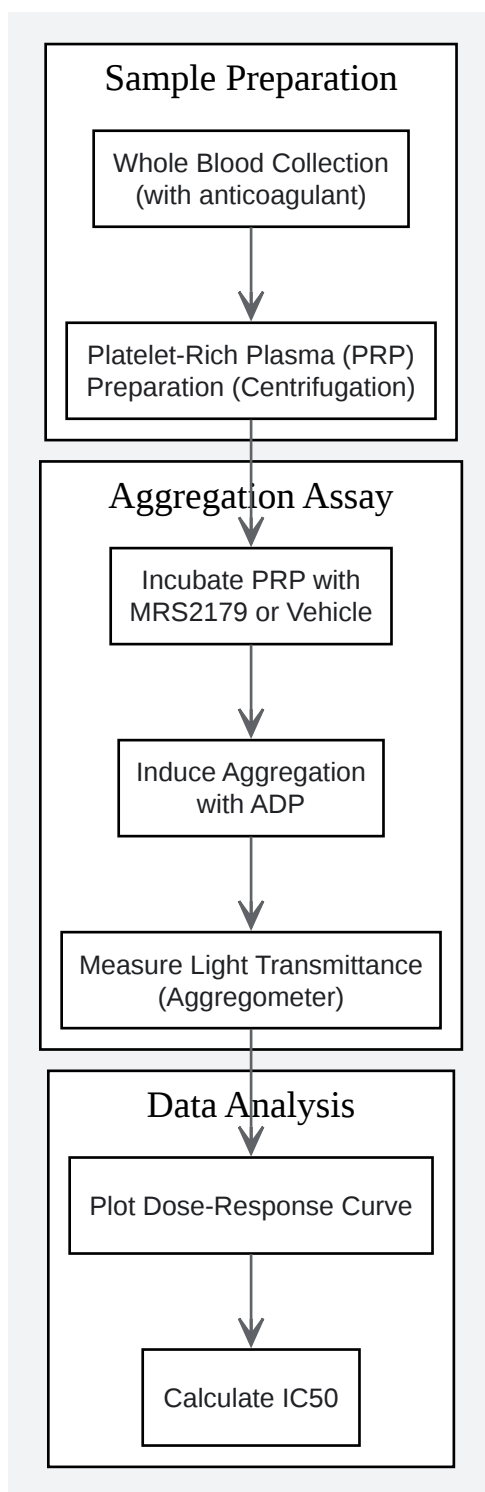 Sample Preparation
Whole Blood Collection
(with anticoagulant)
Platelet-Rich Plasma (PRP)
Preparation (Centrifugation)
Aggregation Assay
Incubate PRP with
MRS2179 or Vehicle
Induce Aggregation
with ADP
Measure Light Transmittance
(Aggregometer)
Data Analysis
Plot Dose-Response Curve
Calculate IC50